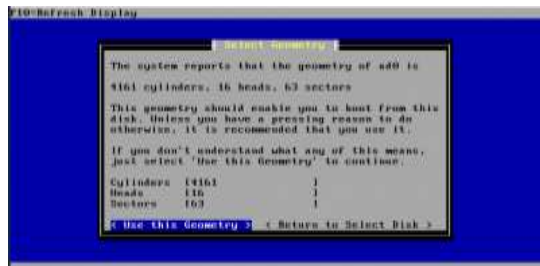 F10=Refresh Display
Select Geometry
The system reports that the geometry of ad0 is
4161 cylinders, 16 heads, 63 sectors
This geometry should enable you to boot from this
disk. Unless you have a pressing reason to do
otherwise, it is recommended that you use it.
If you don't understand what any of this means,
just select 'Use this Geometry' to continue.
Cylinders [4161 ]
Heads [16 ]
Sectors [63 ]
< Use this Geometry > < Return to Select Disk >